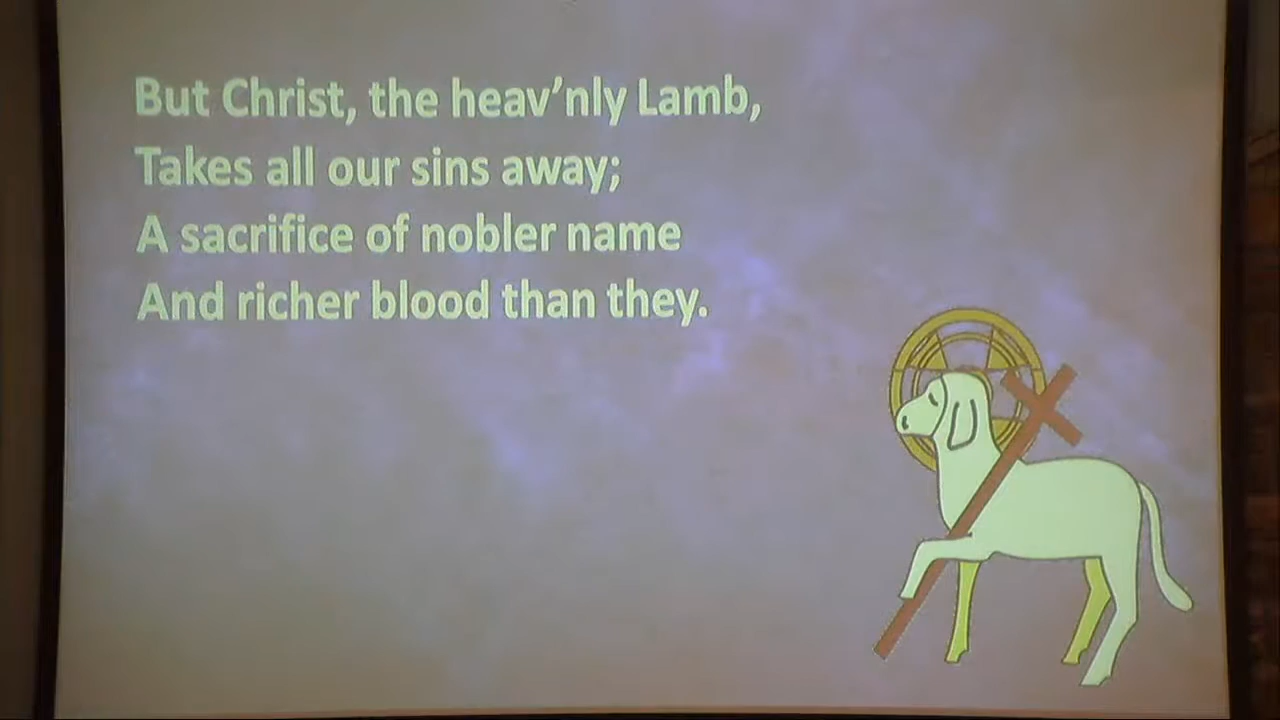 But Christ, the heav’nly Lamb,
Takes all our sins away;
A sacrifice of nobler name
And richer blood than they.